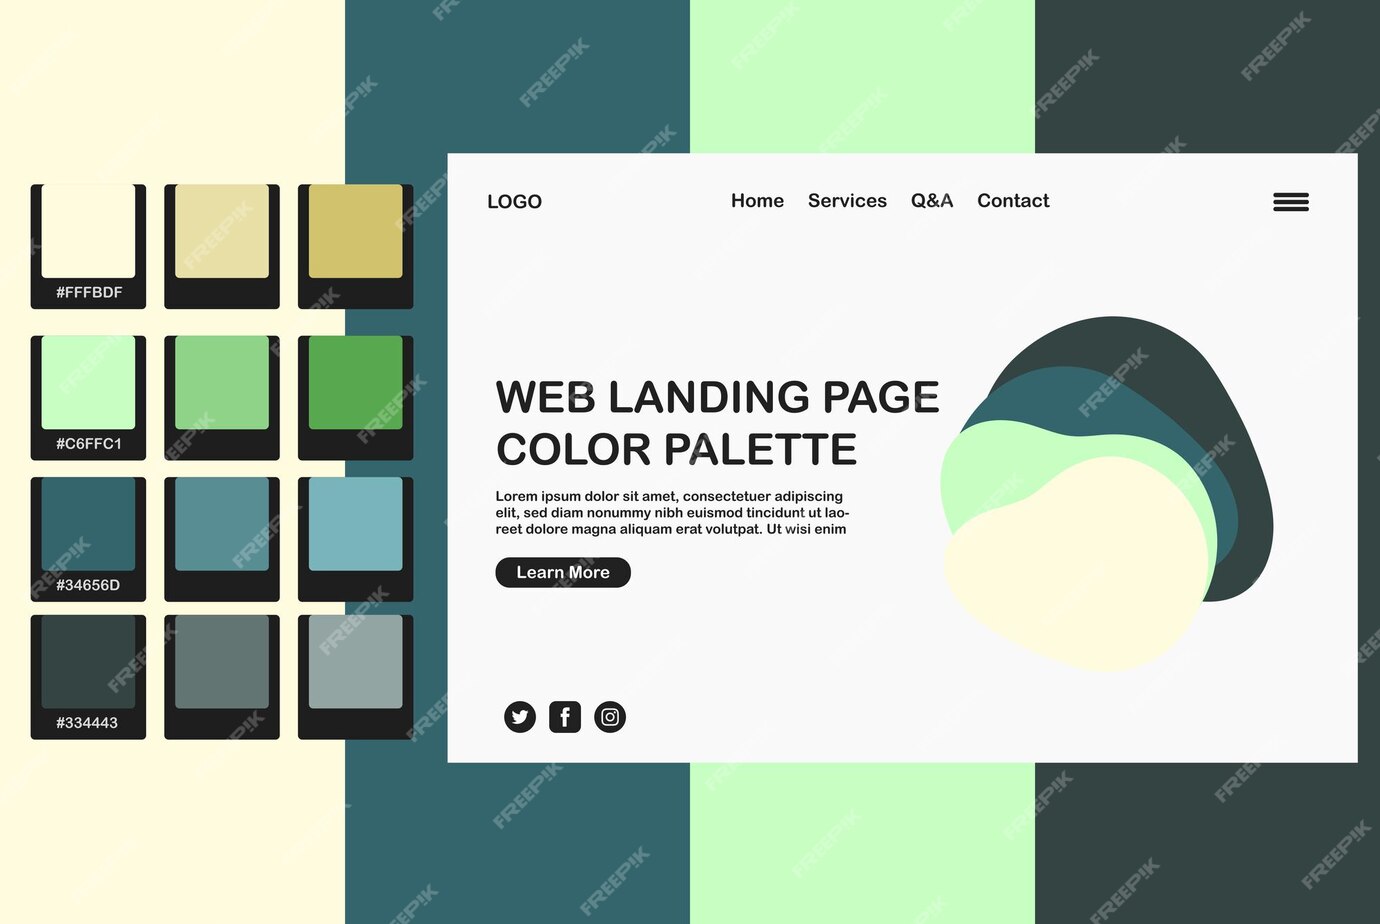 LOGO
Home Services Q&A Contact
#FFFBDF
#C6FFC1
WEB LANDING PAGE
COLOR PALETTE
Lorem ipsum dolor sit amet, consectetuer adipiscing
elit, sed diam nonummy nibh euismod tincidunt ut lao-
reet dolore magna aliquam erat volutpat. Ut wisi enim
Learn More
#34656D
#334443
FREEPIK